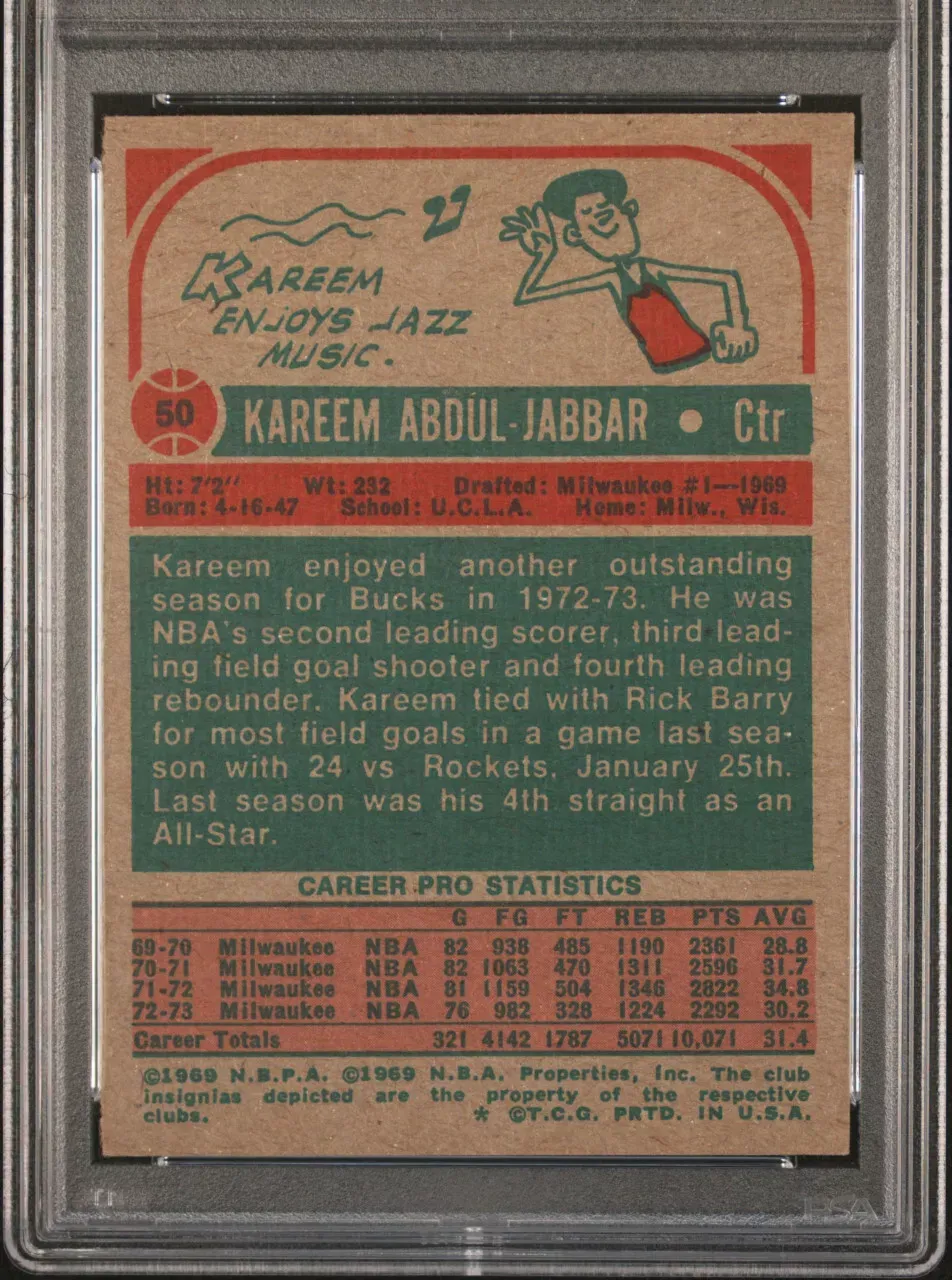 KAREEM
ENJOYS JAZZ
MUSIC.
50 KAREEM ABDUL-JABBAR • Ctr
Ht: 7'2'' Wt: 232 Drafted: Milwaukee #1—1969
Born: 4-16-47 School: U.C.L.A. Home: Milw., Wis.
Kareem enjoyed another outstanding
season for Bucks in 1972-73. He was
NBA's second leading scorer, third lead-
ing field goal shooter and fourth leading
rebounder. Kareem tied with Rick Barry
for most field goals in a game last sea-
son with 24 vs Rockets, January 25th.
Last season was his 4th straight as an
All-Star.
CAREER PRO STATISTICS
G FG FT REB PTS AVG
69-70 Milwaukee NBA 82 938 485 1190 2361 28.8
70-71 Milwaukee NBA 82 1063 470 1311 2596 31.7
71-72 Milwaukee NBA 81 1159 504 1346 2822 34.8
72-73 Milwaukee NBA 76 982 328 1224 2292 30.2
Career Totals 321 4142 1787 5071 10,071 31.4
©1969 N.B.P.A. ©1969 N.B.A. Properties, Inc. The club
insignias depicted are the property of the respective
clubs. * ©T.C.G. PRTD. IN U.S.A.
PSA